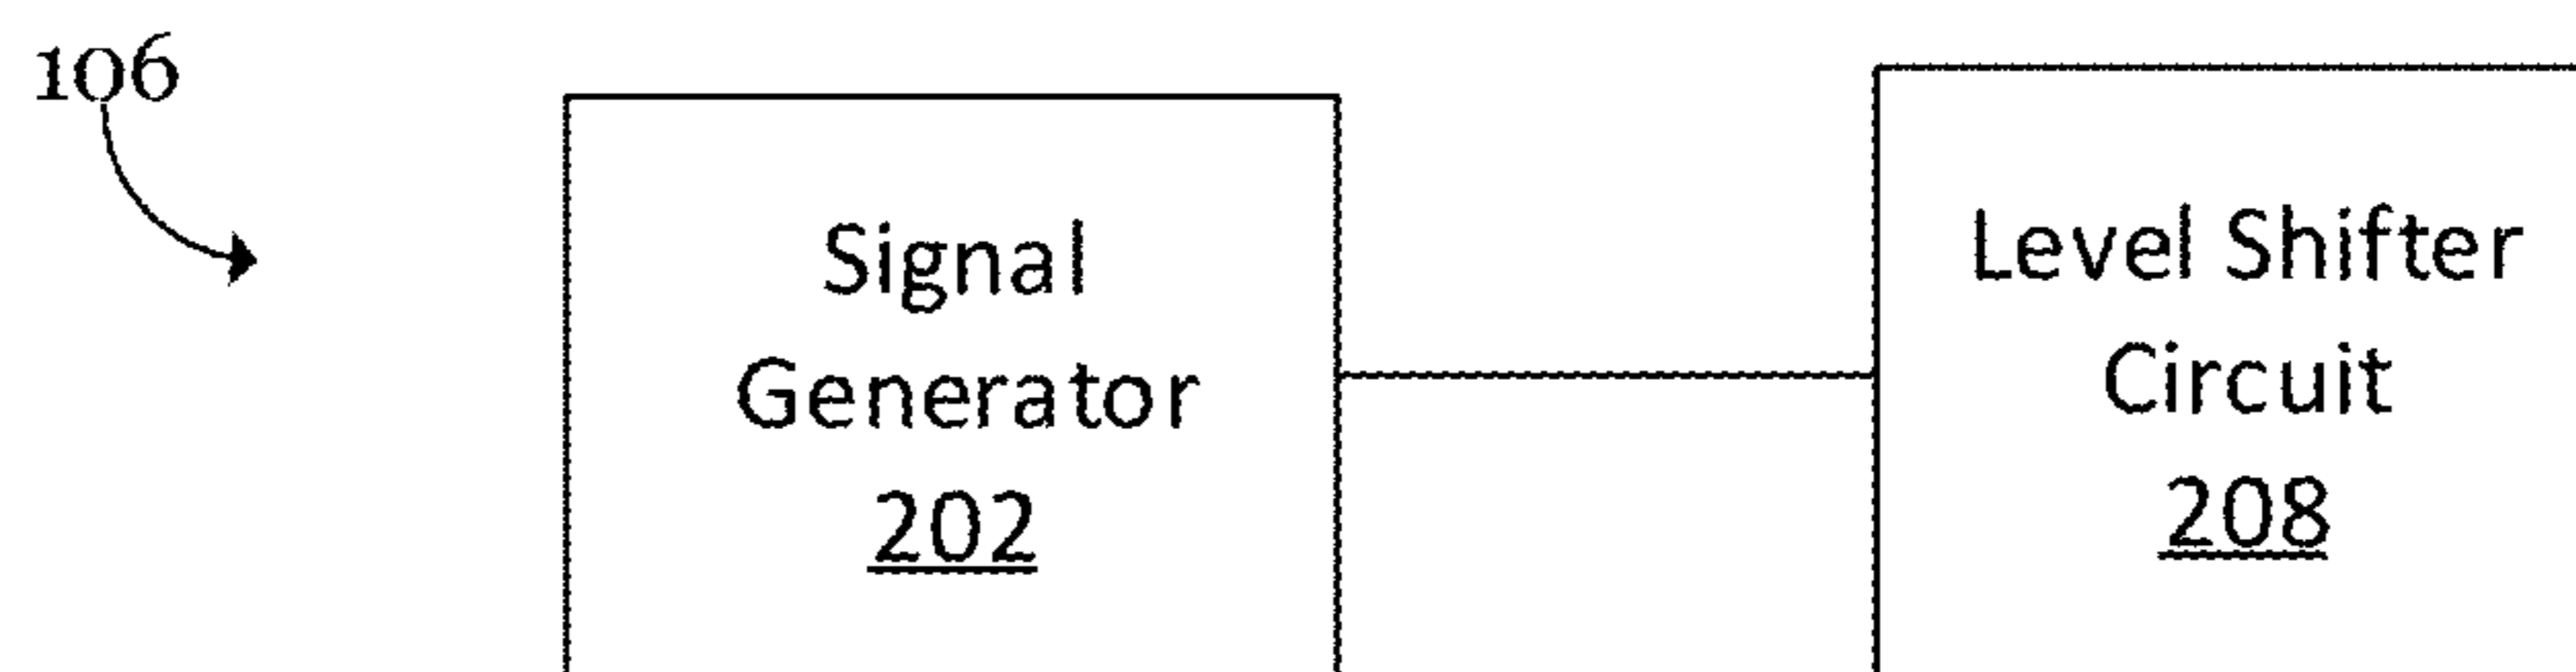 106
Signal
Generator
202
Level Shifter
Circuit
208